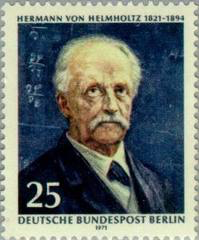 HERMANN VON HELMHOLTZ 1821-1894
25
DEUTSCHE BUNDESPOST BERLIN
1971